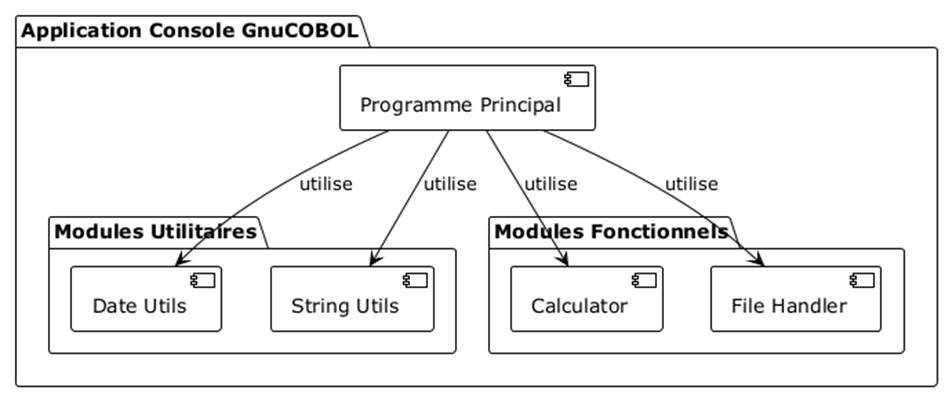 Application Console GnuCOBOL
Programme Principal
utilise
utilise
utilise
utilise
Modules Utilitaires
Modules Fonctionnels
Date Utils
String Utils
Calculator
File Handler